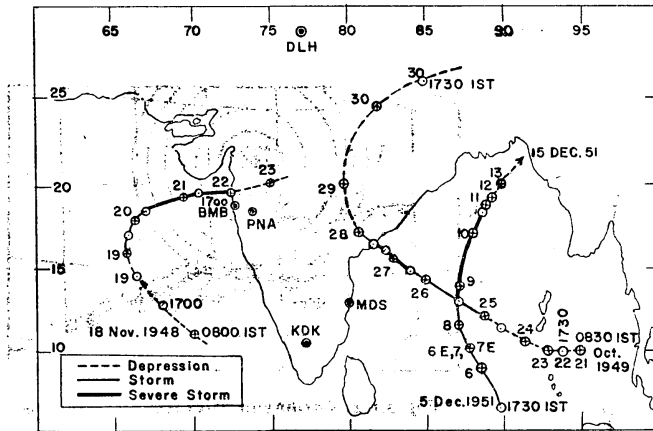 65 70 75 80 85 90 95
DLH
30
30
1730 IST
25
15 DEC. 51
23
22
21
13
12
11
20
20
29
1700
BMB
PNA
10
28
19
27
19
9
26
15
1700
MDS
25
8
24
1730
18 Nov. 1948
0600 IST
KDK
7E
0830 IST
6E,7,
Oct.
10
23 22 21
1949
6
5 Dec. 1951
1730 IST
Depression
Storm
Severe Storm